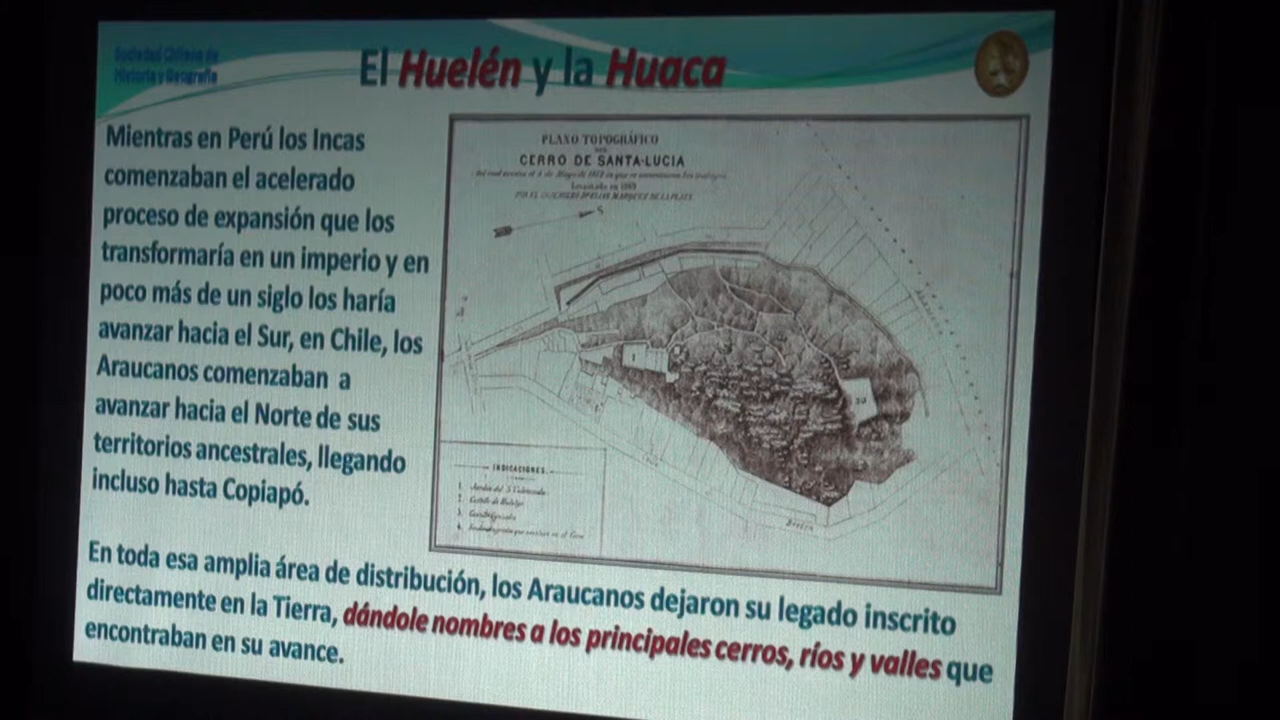 Sociedad Chilena de
Historia y Geografía
El Huelén y la Huaca
Mientras en Perú los Incas
comenzaban el acelerado
proceso de expansión que los
transformaría en un imperio y en
poco más de un siglo los haría
avanzar hacia el Sur, en Chile, los
Araucanos comenzaban a
avanzar hacia el Norte de sus
territorios ancestrales, llegando
incluso hasta Copiapó.
PLANO TOPOGRÁFICO
DEL
CERRO DE SANTA-LUCIA
INDICACIONES.
En toda esa amplia área de distribución, los Araucanos dejaron su legado inscrito
directamente en la Tierra, dándole nombres a los principales cerros, ríos y valles que
encontraban en su avance.